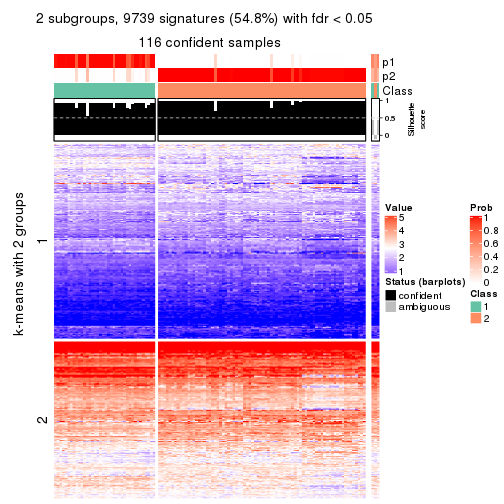 2 subgroups, 9739 signatures (54.8%) with fdr < 0.05
116 confident samples
p1
p2
Class
1
0.5
0
Silhouette
score
k-means with 2 groups
1
2
Value
5
4
3
2
1
Status (barplots)
confident
ambiguous
Prob
1
0.8
0.6
0.4
0.2
0
Class
1
2